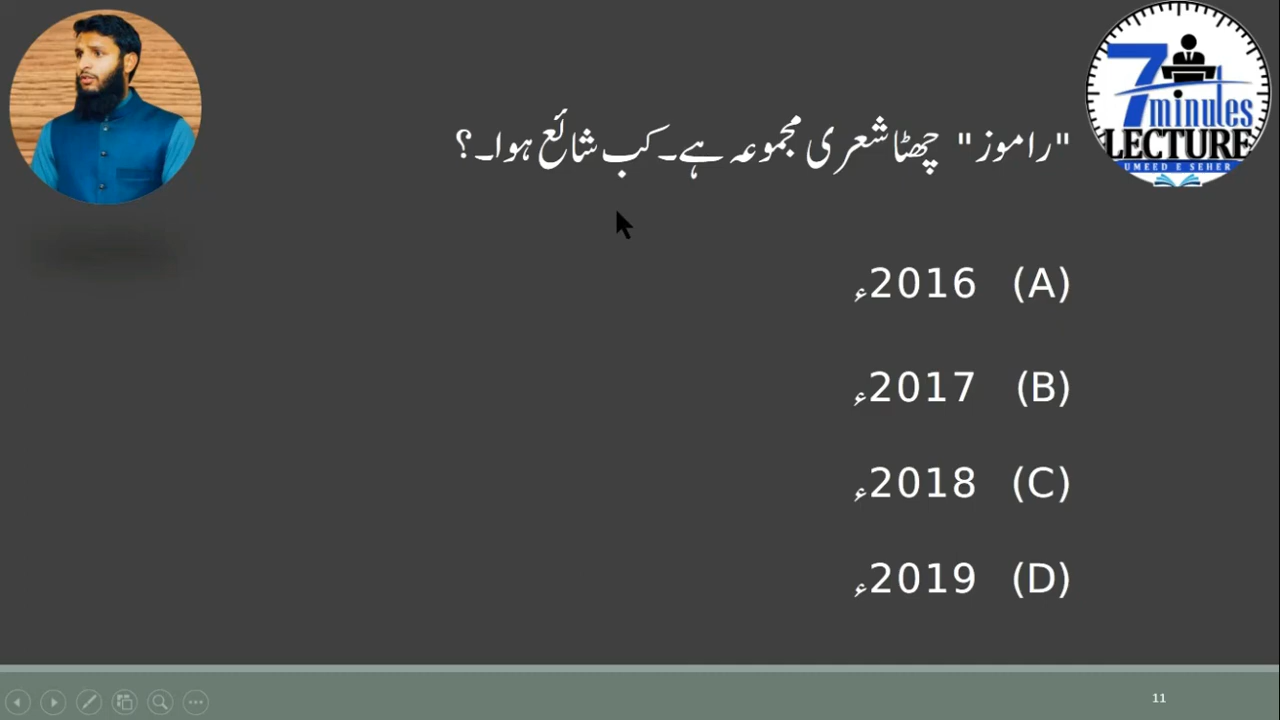 7
minutes
LECTURE
UMEED E SEHER
"راموز" چھٹا شعری مجموعہ ہے۔ کب شائع ہوا۔؟
(A) 2016ء
(B) 2017ء
(C) 2018ء
(D) 2019ء
11